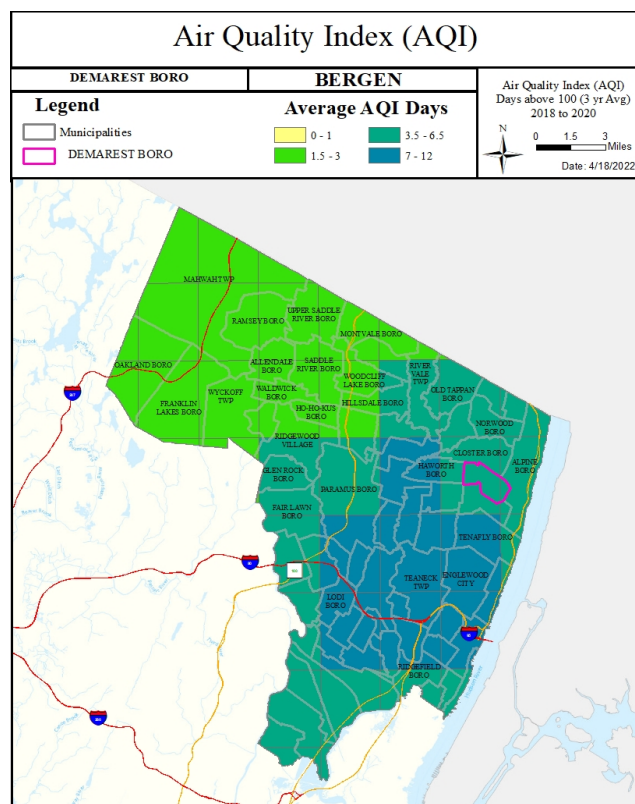 Air Quality Index (AQI)
DEMAREST BORO
BERGEN
Legend
Municipalities
DEMAREST BORO
Average AQI Days
0 - 1
1.5 - 3
3.5 - 6.5
7 - 12
Air Quality Index (AQI)
Days above 100 (3 yr Avg)
2018 to 2020
N
0 1.5 3
Miles
Date: 4/18/2022
MAHWAH TWP
RAMSEY BORO
UPPER SADDLE
RIVER BORO
MONTVALE BORO
OAKLAND BORO
ALLENDALE
BORO
SADDLE
RIVER BORO
WOODCLIFF
LAKE BORO
RIVER
VALE
TWP
OLD TAPPAN
BORO
FRANKLIN
LAKES BORO
WYCKOFF
TWP
WALDWICK
BORO
HO-HO-KUS
BORO
HILLSDALE BORO
NORWOOD
BORO
RIDGEWOOD
VILLAGE
CLOSTER BORO
GLEN ROCK
BORO
PARAMUS BORO
HAWORTH
BORO
ALPINE
BORO
FAIR LAWN
BORO
TENAFLY BORO
LODI
BORO
TEANECK
TWP
ENGLEWOOD
CITY
RIDGEFIELD
BORO
287
80
280